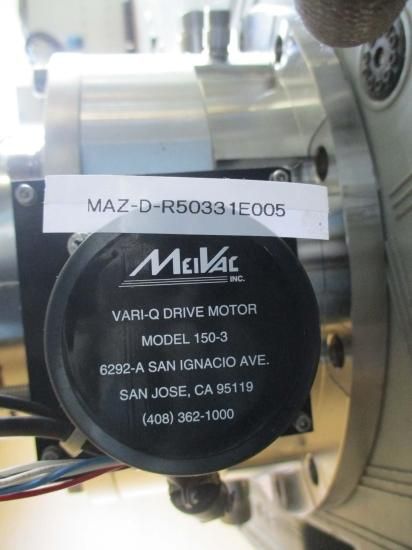 MAZ-D-R50331E005
MEIVAC
INC.
VARI-Q DRIVE MOTOR
MODEL 150-3
6292-A SAN IGNACIO AVE.
SAN JOSE, CA 95119
(408) 362-1000